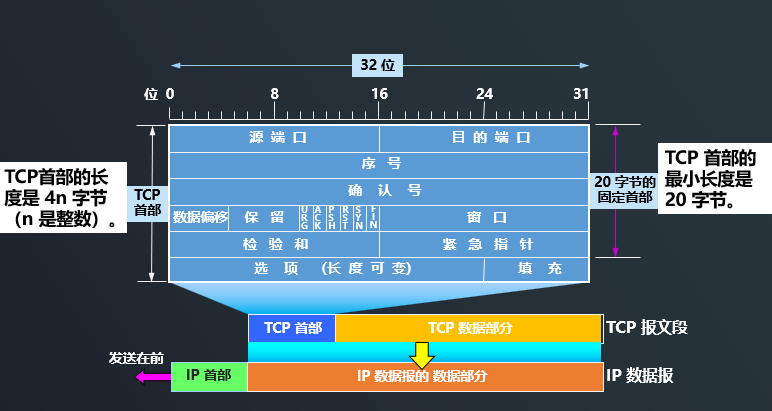 32 位
位 0 8 16 24 31
源 端 口 目 的 端 口
序 号
确 认 号
数据偏移 保 留 URG ACK PSH RST SYN FIN 窗 口
检 验 和 紧 急 指 针
选 项 (长 度 可 变) 填 充
TCP首部的长
度是 4n 字节
（n 是整数）。
TCP
首部
20 字节的
固定首部
TCP 首部的
最小长度是
20 字节。
TCP 首部 TCP 数据部分 TCP 报文段
发送在前
IP 首部 IP 数据报的 数据部分 IP 数据报